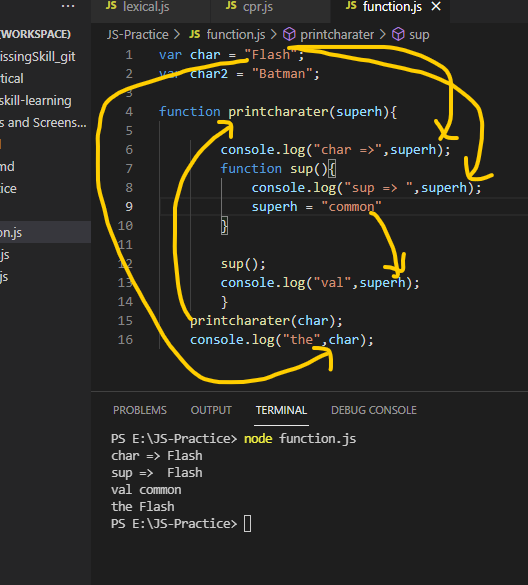 JS lexical.js JS cpr.js JS function.js ×
(WORKSPACE)
JS-Practice > JS function.js > printcharater > sup
issingSkill_git
tical
skill-learning
s and Screens...
md
tice
on.js
.js
.js
1 var char = "Flash";
2 var char2 = "Batman";
3
4 function printcharater(superh){
5
6 console.log("char =>",superh);
7 function sup(){
8 console.log("sup => ",superh);
9 superh = "common"
10 }
11
12 sup();
13 console.log("val",superh);
14 }
15 printcharater(char);
16 console.log("the",char);
PROBLEMS OUTPUT TERMINAL DEBUG CONSOLE
PS E:\JS-Practice> node function.js
char => Flash
sup =>  Flash
val common
the Flash
PS E:\JS-Practice>